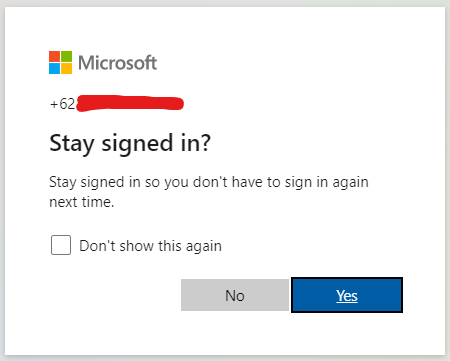 Microsoft
+62
Stay signed in?
Stay signed in so you don't have to sign in again
next time.
Don't show this again
No
Yes